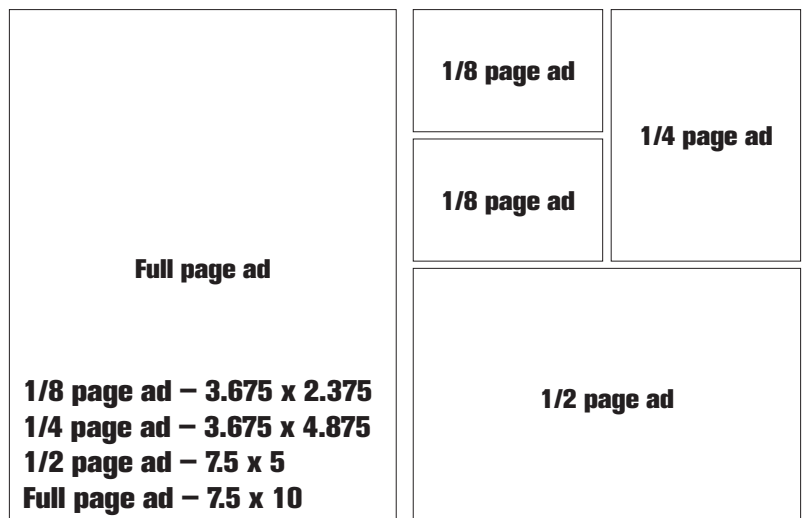 Full page ad
1/8 page ad – 3.675 x 2.375
1/4 page ad – 3.675 x 4.875
1/2 page ad – 7.5 x 5
Full page ad – 7.5 x 10
1/8 page ad
1/8 page ad
1/4 page ad
1/2 page ad